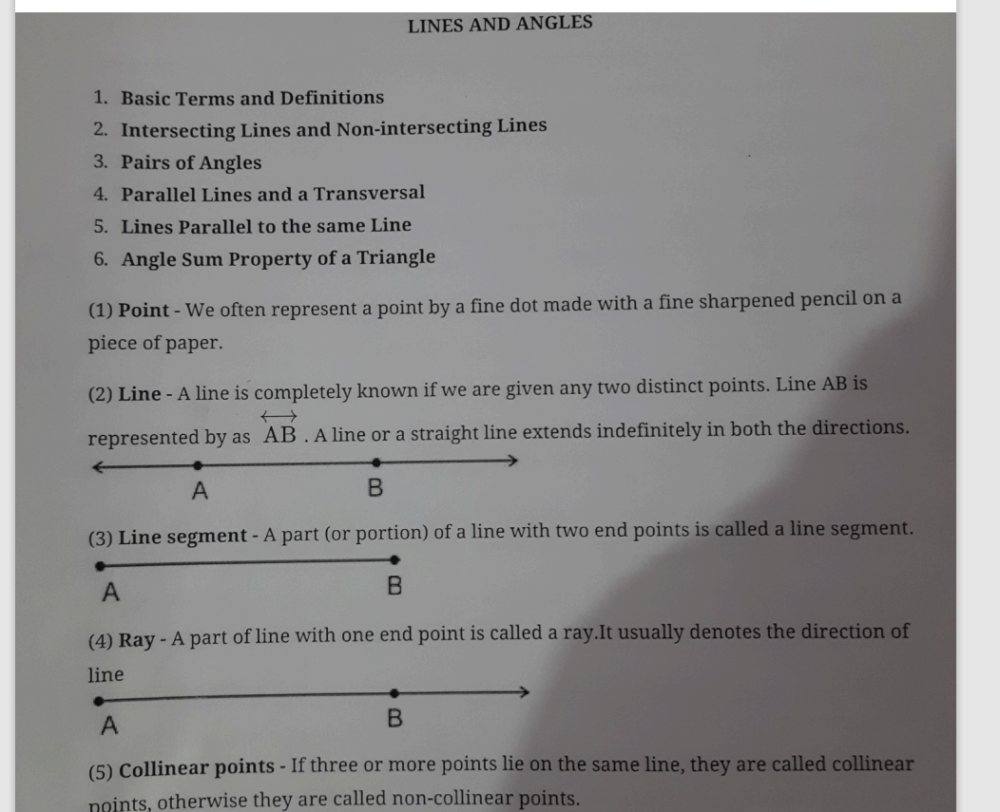 LINES AND ANGLES
1. Basic Terms and Definitions
2. Intersecting Lines and Non-intersecting Lines
3. Pairs of Angles
4. Parallel Lines and a Transversal
5. Lines Parallel to the same Line
6. Angle Sum Property of a Triangle
(1) Point - We often represent a point by a fine dot made with a fine sharpened pencil on a
piece of paper.
(2) Line - A line is completely known if we are given any two distinct points. Line AB is
represented by as AB . A line or a straight line extends indefinitely in both the directions.
A B
(3) Line segment - A part (or portion) of a line with two end points is called a line segment.
A B
(4) Ray - A part of line with one end point is called a ray.It usually denotes the direction of
line
A B
(5) Collinear points - If three or more points lie on the same line, they are called collinear
points, otherwise they are called non-collinear points.